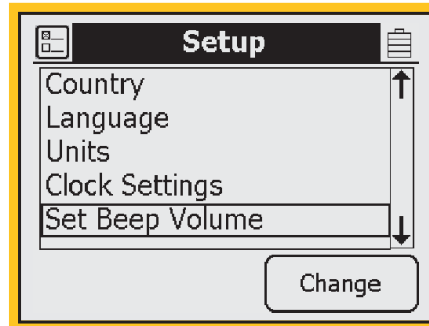 Setup
Country
Language
Units
Clock Settings
Set Beep Volume
Change